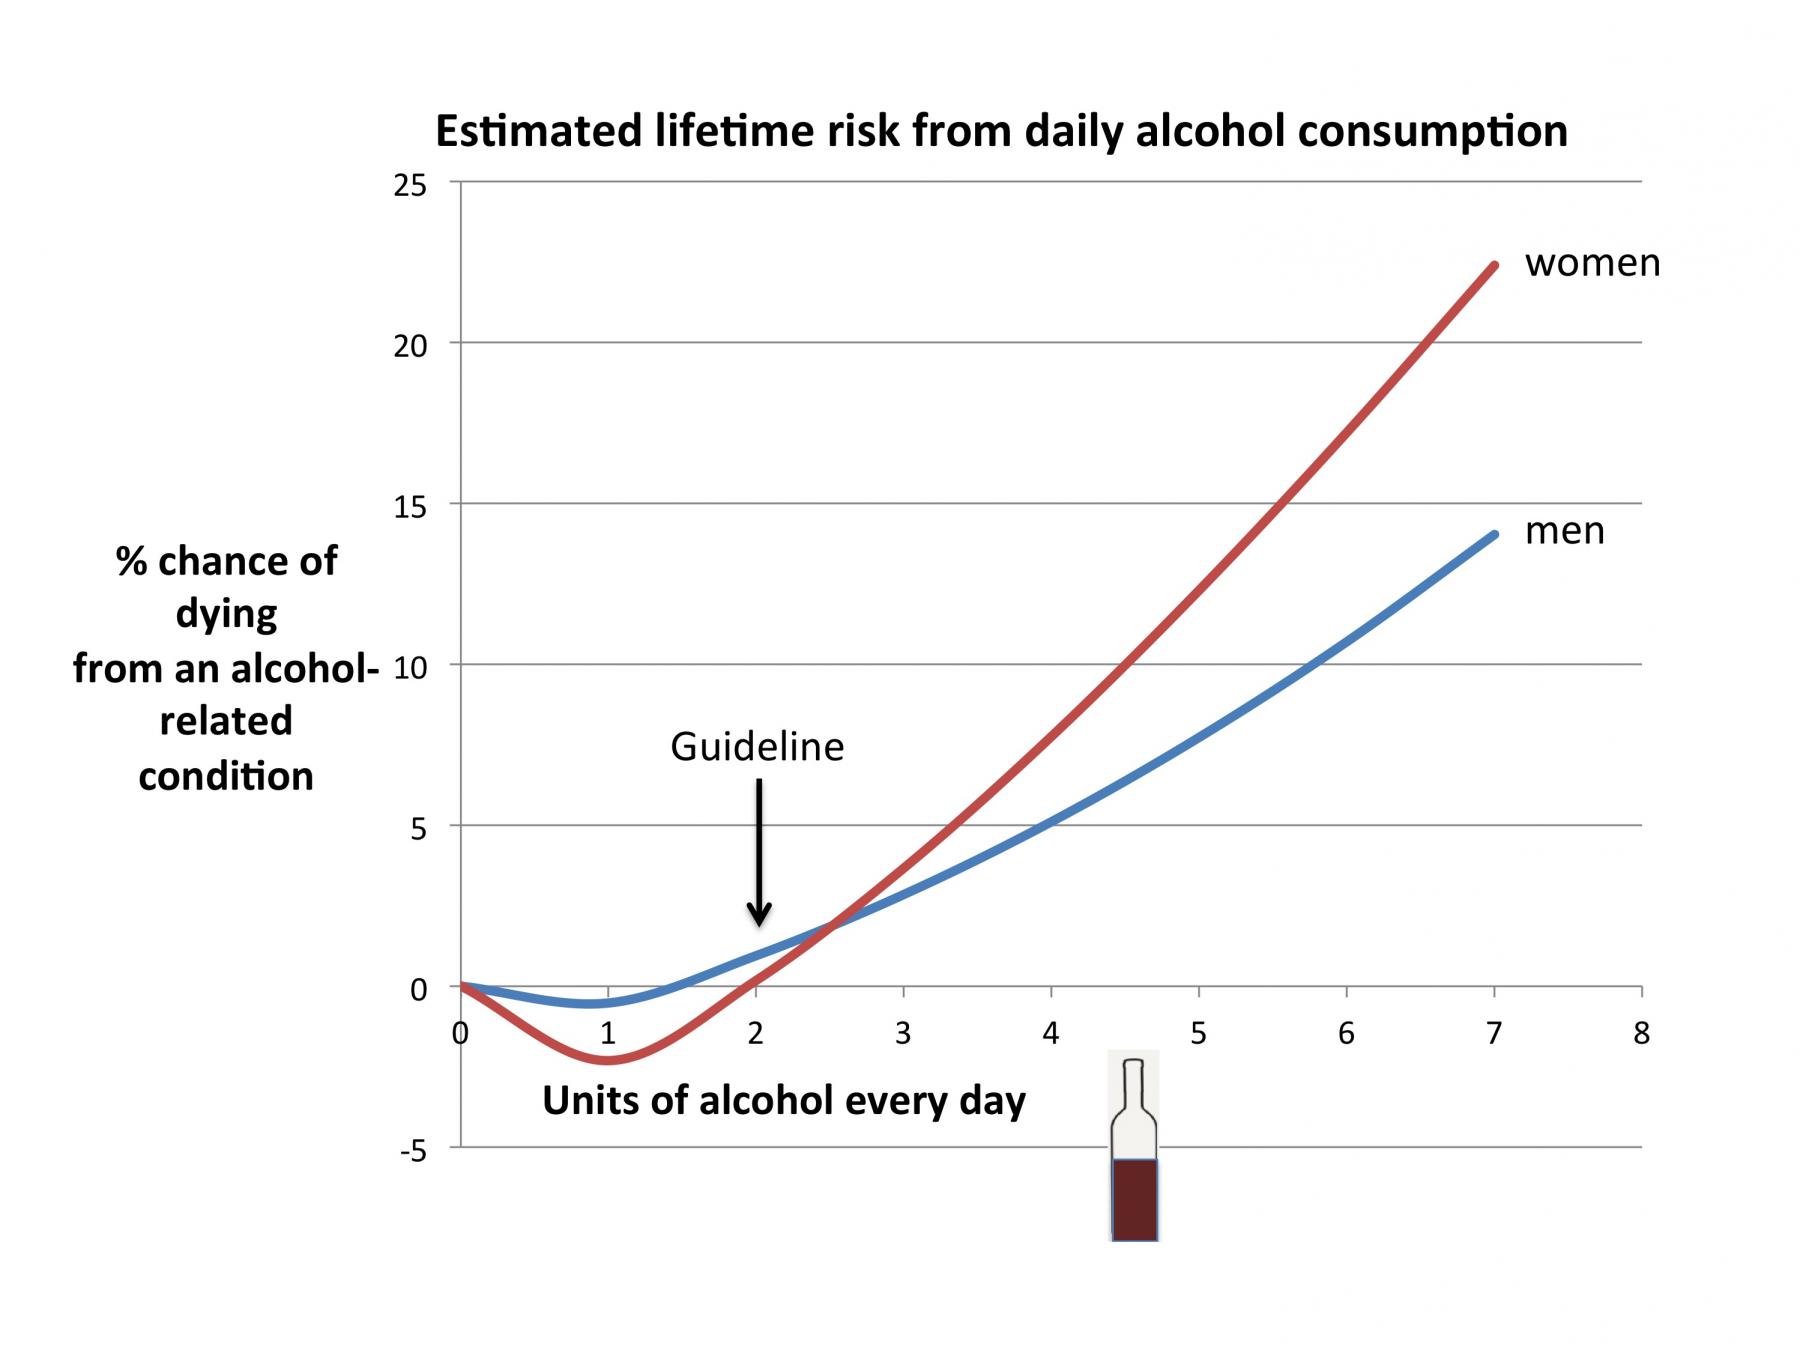 Estimated lifetime risk from daily alcohol consumption
25
women
20
15
men
% chance of
dying
from an alcohol-
related
condition
10
Guideline
5
0
0 1 2 3 4 5 6 7 8
Units of alcohol every day
-5